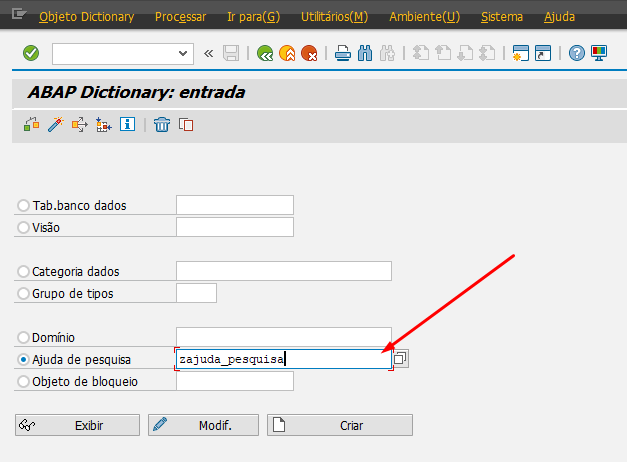 Objeto Dictionary Processar Ir para(G) Utilitários(M) Ambiente(U) Sistema Ajuda
ABAP Dictionary: entrada
Tab.banco dados
Visão
Categoria dados
Grupo de tipos
Domínio
Ajuda de pesquisa zajuda_pesquisa
Objeto de bloqueio
Exibir Modif. Criar